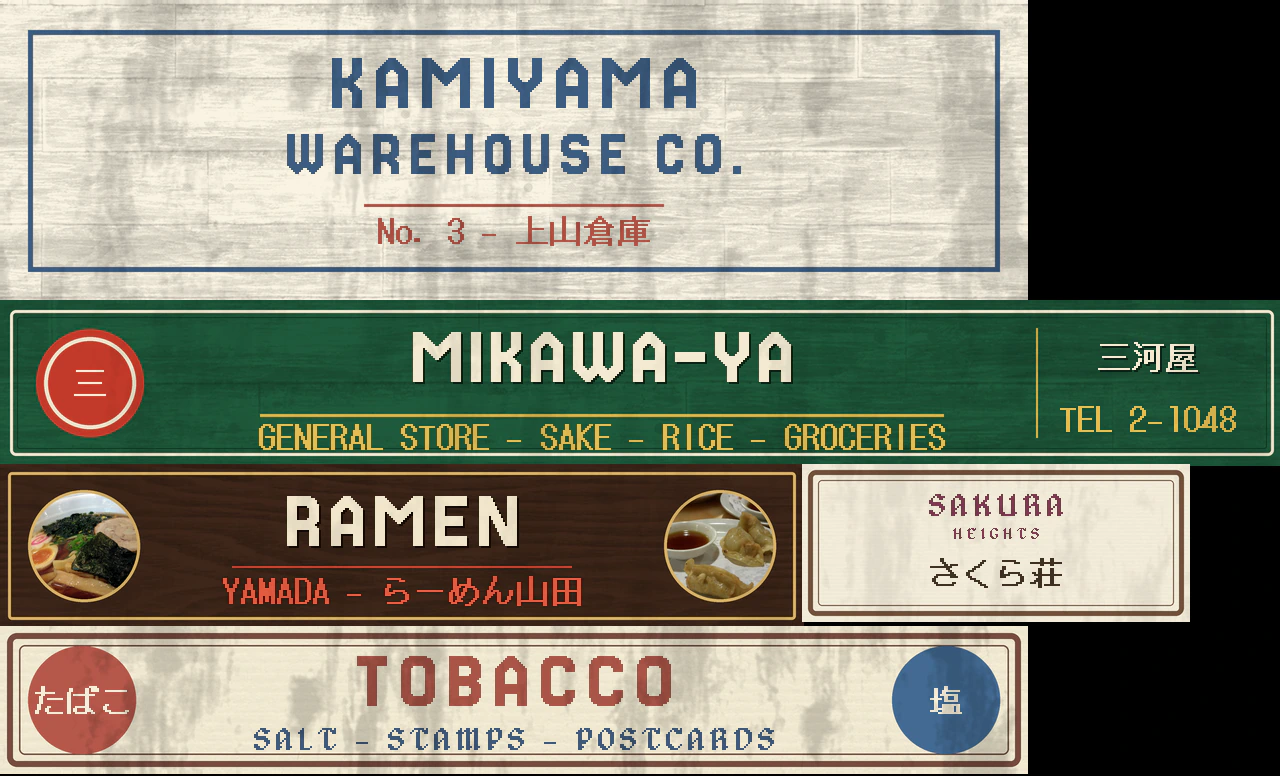 KAMIYAMA
WAREHOUSE CO.
No. 3 - 上山倉庫
三
MIKAWA-YA
GENERAL STORE - SAKE - RICE - GROCERIES
三河屋
TEL 2-1048
RAMEN
YAMADA - らーめん山田
SAKURA
HEIGHTS
さくら荘
たばこ
TOBACCO
SALT - STAMPS - POSTCARDS
塩